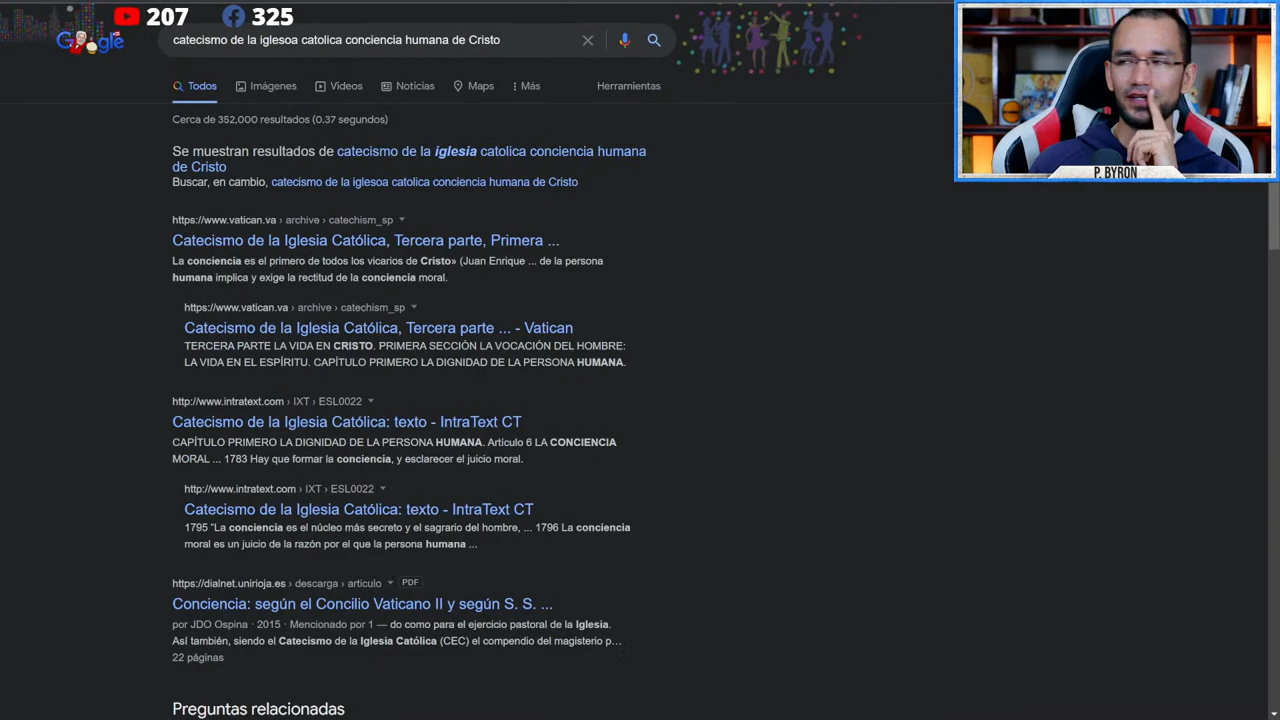 207 325
Google
catecismo de la iglesoa catolica conciencia humana de Cristo
Todos Imágenes Videos Noticias Maps Más Herramientas
Cerca de 352,000 resultados (0.37 segundos)
Se muestran resultados de catecismo de la iglesia catolica conciencia humana
de Cristo
Buscar, en cambio, catecismo de la iglesoa catolica conciencia humana de Cristo
https://www.vatican.va › archive › catechism_sp
Catecismo de la Iglesia Católica, Tercera parte, Primera ...
La conciencia es el primero de todos los vicarios de Cristo» (Juan Enrique ... de la persona
humana implica y exige la rectitud de la conciencia moral.
https://www.vatican.va › archive › catechism_sp
Catecismo de la Iglesia Católica, Tercera parte ... - Vatican
TERCERA PARTE LA VIDA EN CRISTO. PRIMERA SECCIÓN LA VOCACIÓN DEL HOMBRE:
LA VIDA EN EL ESPÍRITU. CAPÍTULO PRIMERO LA DIGNIDAD DE LA PERSONA HUMANA.
http://www.intratext.com › IXT › ESL0022
Catecismo de la Iglesia Católica: texto - IntraText CT
CAPÍTULO PRIMERO LA DIGNIDAD DE LA PERSONA HUMANA. Artículo 6 LA CONCIENCIA
MORAL ... 1783 Hay que formar la conciencia, y esclarecer el juicio moral.
http://www.intratext.com › IXT › ESL0022
Catecismo de la Iglesia Católica: texto - IntraText CT
1795 "La conciencia es el núcleo más secreto y el sagrario del hombre, ... 1796 La conciencia
moral es un juicio de la razón por el que la persona humana ...
https://dialnet.unirioja.es › descarga › articulo PDF
Conciencia: según el Concilio Vaticano II y según S. S. ...
por JDO Ospina · 2015 · Mencionado por 1 — do como para el ejercicio pastoral de la Iglesia.
Así también, siendo el Catecismo de la Iglesia Católica (CEC) el compendio del magisterio p...
22 páginas
Preguntas relacionadas
P. BYRON